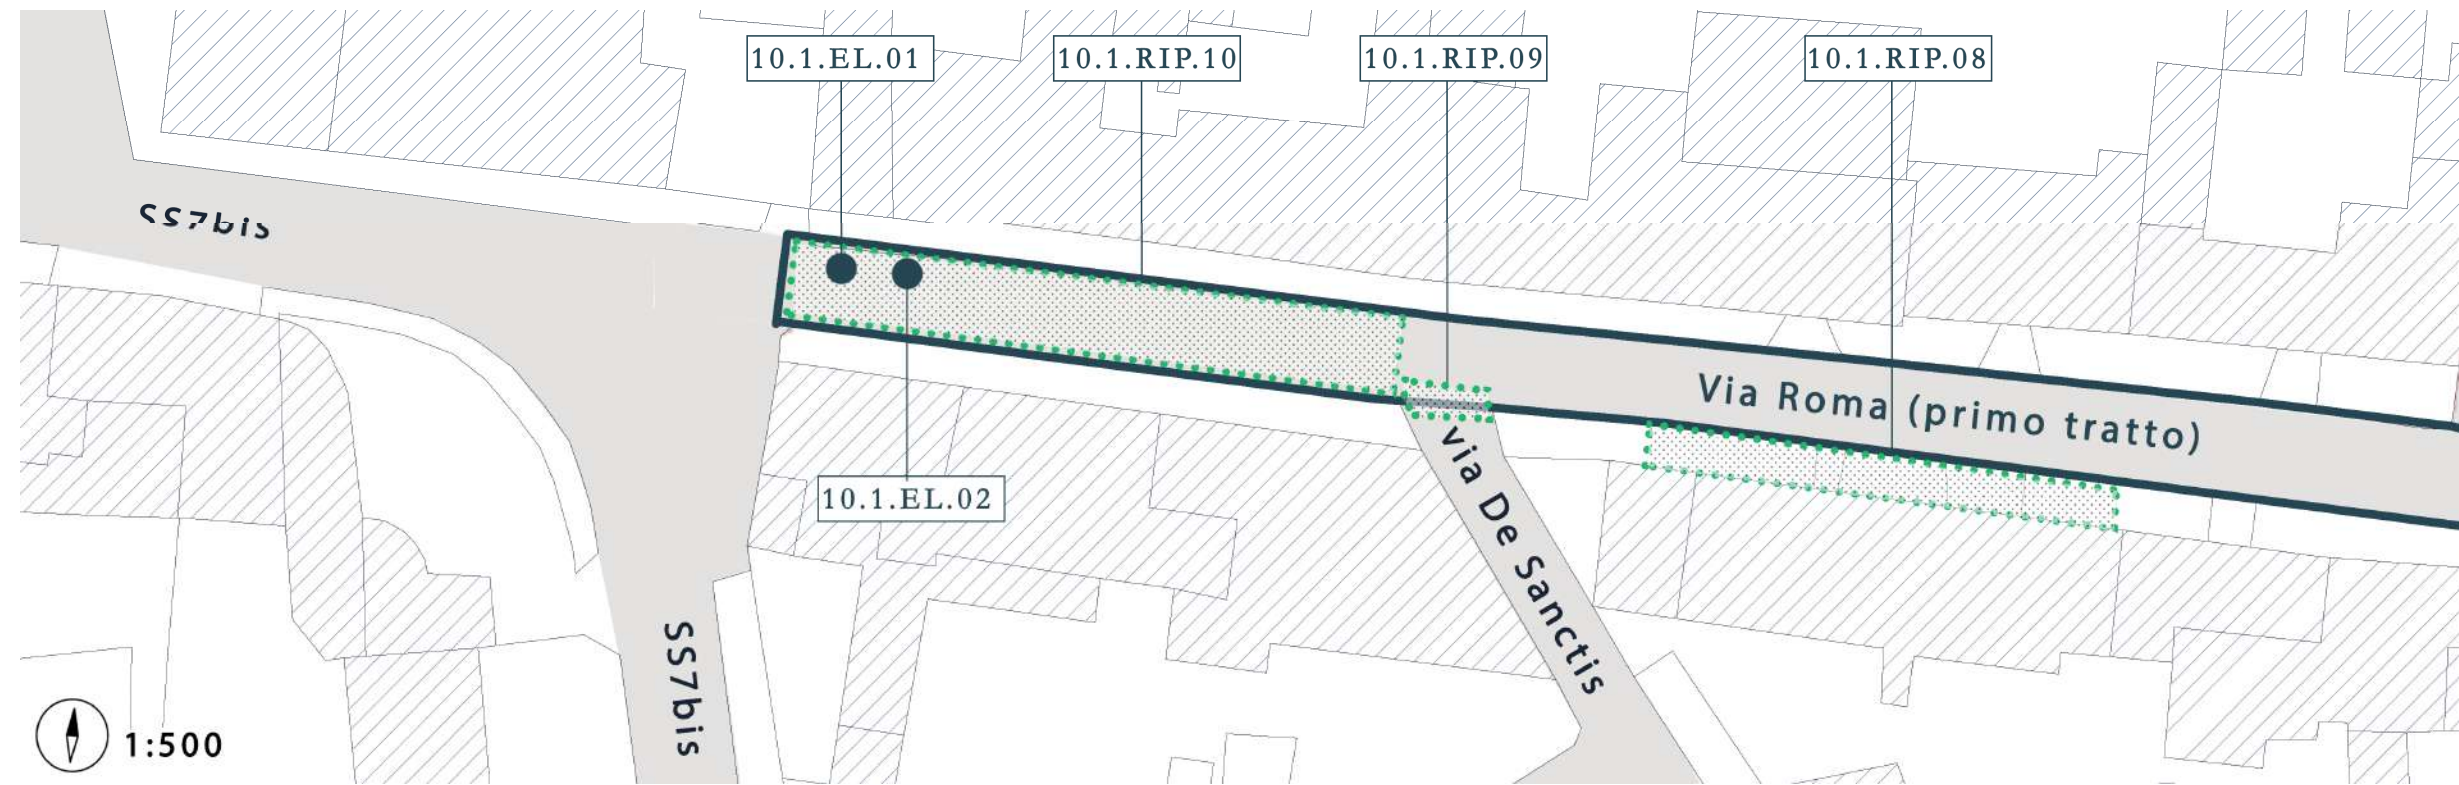 10.1.EL.01
10.1.RIP.10
10.1.RIP.09
10.1.RIP.08
SS7bis
Via Roma (primo tratto)
10.1.EL.02
via De Sanctis
SS7bis
1:500